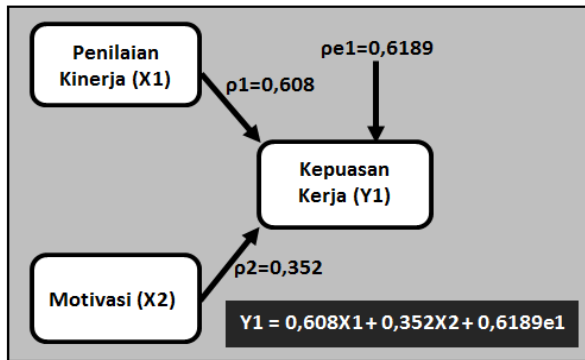 Penilaian
Kinerja (X1)
ρe1=0,6189
ρ1=0,608
Kepuasan
Kerja (Y1)
ρ2=0,352
Motivasi (X2)
Y1 = 0,608X1+ 0,352X2+ 0,6189e1